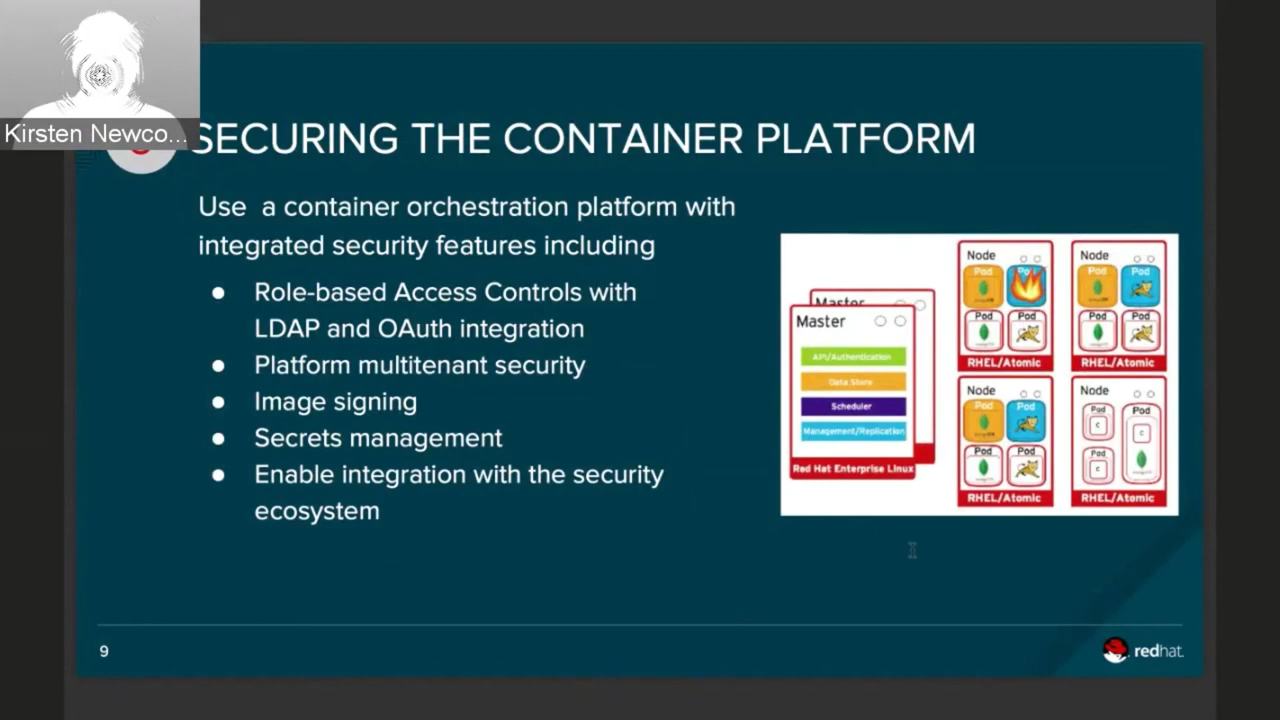 Kirsten Newco...
SECURING THE CONTAINER PLATFORM
Use a container orchestration platform with
integrated security features including
● Role-based Access Controls with
LDAP and OAuth integration
● Platform multitenant security
● Image signing
● Secrets management
● Enable integration with the security
ecosystem
Master
Master
API/Authentication
Data Store
Scheduler
Management/Replication
Red Hat Enterprise Linux
Node
Pod
Pod
Pod
Pod
RHEL/Atomic
Node
Pod
Pod
Pod
Pod
RHEL/Atomic
Node
Pod
Pod
Pod
Pod
RHEL/Atomic
Node
Pod
Pod
C
C
Pod
C
RHEL/Atomic
9
redhat.